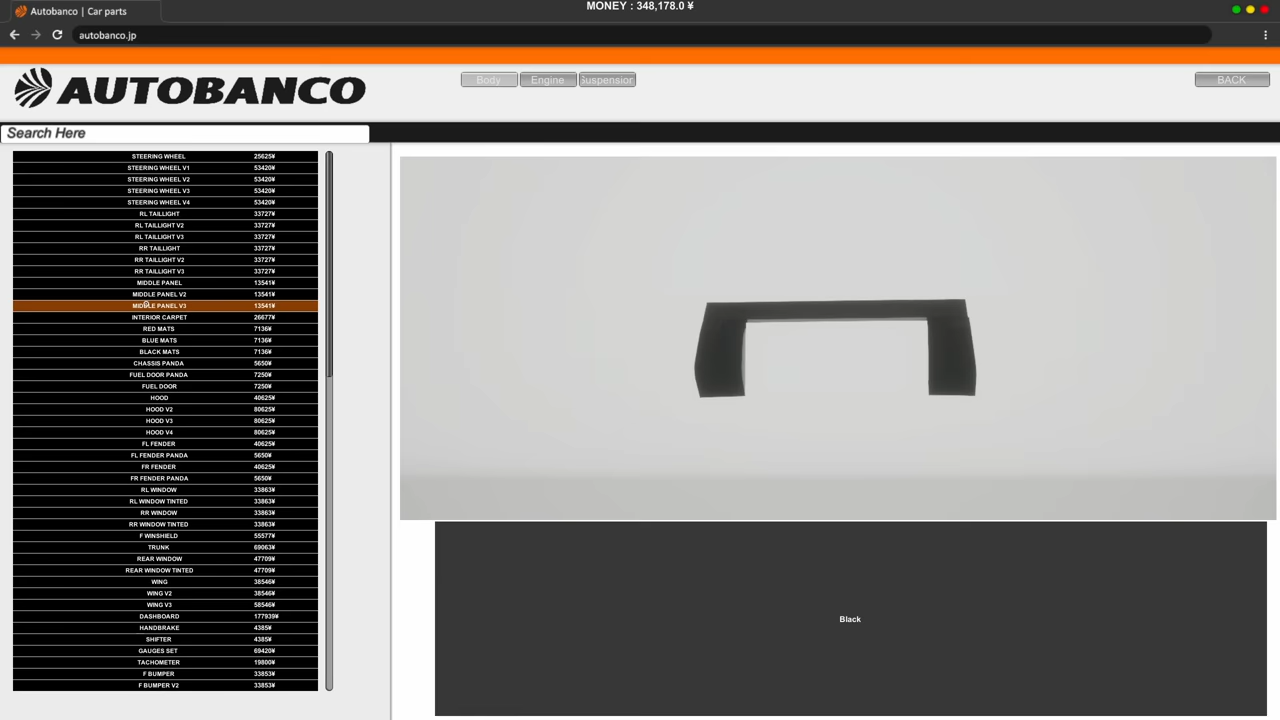 MONEY : 348,178.0 ¥
Autobanco | Car parts
autobanco.jp
AUTOBANCO
Body Engine Suspension BACK
Search Here
STEERING WHEEL 25625¥
STEERING WHEEL V1 53420¥
STEERING WHEEL V2 53420¥
STEERING WHEEL V3 53420¥
STEERING WHEEL V4 53420¥
RL TAILLIGHT 33727¥
RL TAILLIGHT V2 33727¥
RL TAILLIGHT V3 33727¥
RR TAILLIGHT 33727¥
RR TAILLIGHT V2 33727¥
RR TAILLIGHT V3 33727¥
MIDDLE PANEL 13541¥
MIDDLE PANEL V2 13541¥
MIDDLE PANEL V3 13541¥
INTERIOR CARPET 26677¥
RED MATS 7136¥
BLUE MATS 7136¥
BLACK MATS 7136¥
CHASSIS PANDA 5650¥
FUEL DOOR PANDA 7250¥
FUEL DOOR 7250¥
HOOD 40625¥
HOOD V2 80625¥
HOOD V3 80625¥
HOOD V4 80625¥
FL FENDER 40625¥
FL FENDER PANDA 5650¥
FR FENDER 40625¥
FR FENDER PANDA 5650¥
RL WINDOW 33863¥
RL WINDOW TINTED 33863¥
RR WINDOW 33863¥
RR WINDOW TINTED 33863¥
F WINSHIELD 55577¥
TRUNK 69063¥
REAR WINDOW 47709¥
REAR WINDOW TINTED 47709¥
WING 38546¥
WING V2 38546¥
WING V3 58546¥
DASHBOARD 177939¥
HANDBRAKE 4385¥
SHIFTER 4385¥
GAUGES SET 69420¥
TACHOMETER 19800¥
F BUMPER 33853¥
F BUMPER V2 33853¥
Black